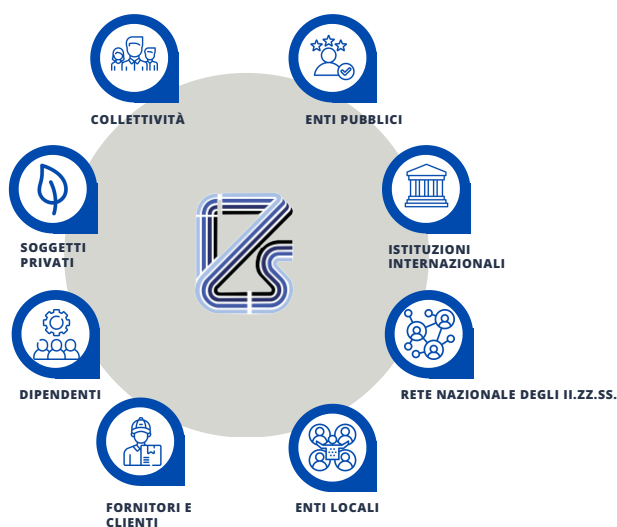 COLLETTIVITÀ
ENTI PUBBLICI
SOGGETTI
PRIVATI
ISTITUZIONI
INTERNAZIONALI
DIPENDENTI
RETE NAZIONALE DEGLI II.ZZ.SS.
FORNITORI E
CLIENTI
ENTI LOCALI